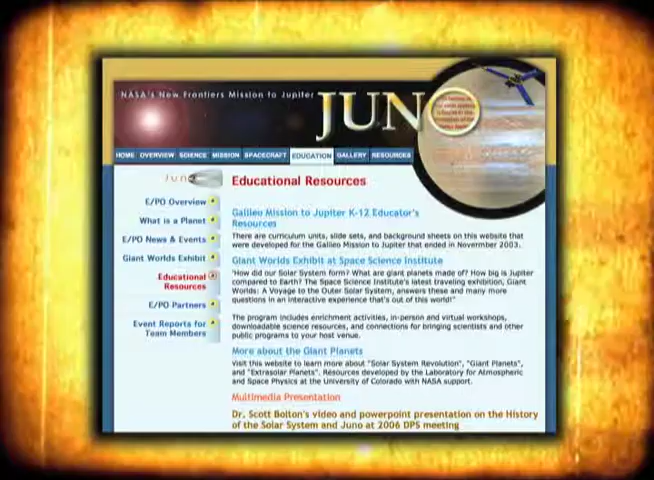 NASA's New Frontiers Mission to Jupiter
JUNO
HOME OVERVIEW SCIENCE MISSION SPACECRAFT EDUCATION GALLERY RESOURCES
Juno
E/PO Overview
What is a Planet
E/PO News & Events
Giant Worlds Exhibit
Educational
Resources
E/PO Partners
Event Reports for
Team Members
Educational Resources
Galileo Mission to Jupiter K-12 Educator's
Resources
There are curriculum units, slide sets, and background sheets on this website that
were developed for the Galileo Mission to Jupiter that ended in November 2003.
Giant Worlds Exhibit at Space Science Institute
"How did our Solar System form? What are giant planets made of? How big is Jupiter
compared to Earth? The Space Science Institute's latest traveling exhibition, Giant
Worlds: A Voyage to the Outer Solar System, answers these and many more
questions in an interactive experience that's out of this world!"
The program includes enrichment activities, in-person and virtual workshops,
downloadable science resources, and connections for bringing scientists and other
public programs to your host venue.
More about the Giant Planets
Visit this website to learn more about "Solar System Revolution", "Giant Planets",
and "Extrasolar Planets". Resources developed by the Laboratory for Atmospheric
and Space Physics at the University of Colorado with NASA support.
Multimedia Presentation
Dr. Scott Bolton's video and powerpoint presentation on the History
of the Solar System and Juno at 2006 DPS meeting